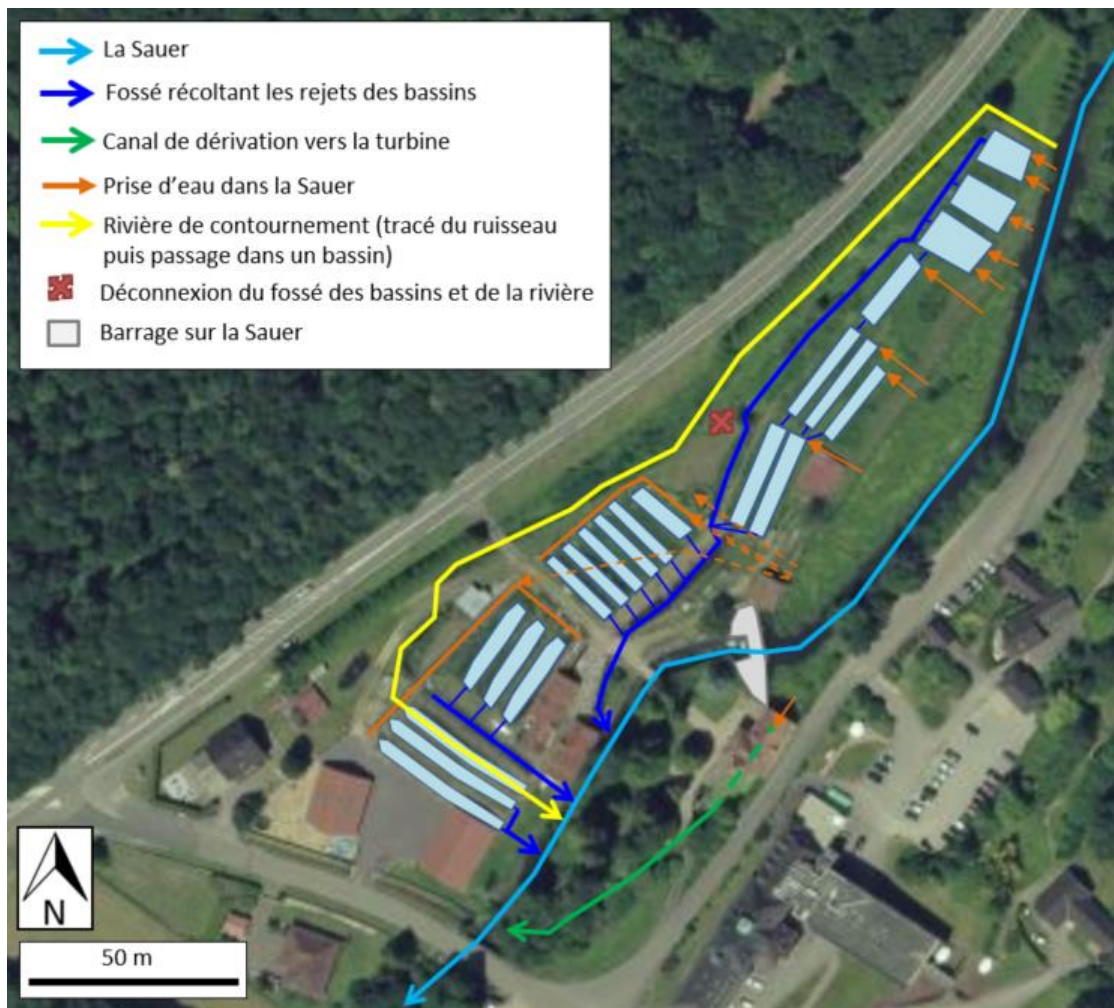 La Sauer
Fossé récoltant les rejets des bassins
Canal de dérivation vers la turbine
Prise d'eau dans la Sauer
Rivière de contournement (tracé du ruisseau
puis passage dans un bassin)
Déconnexion du fossé des bassins et de la rivière
Barrage sur la Sauer
N
50 m